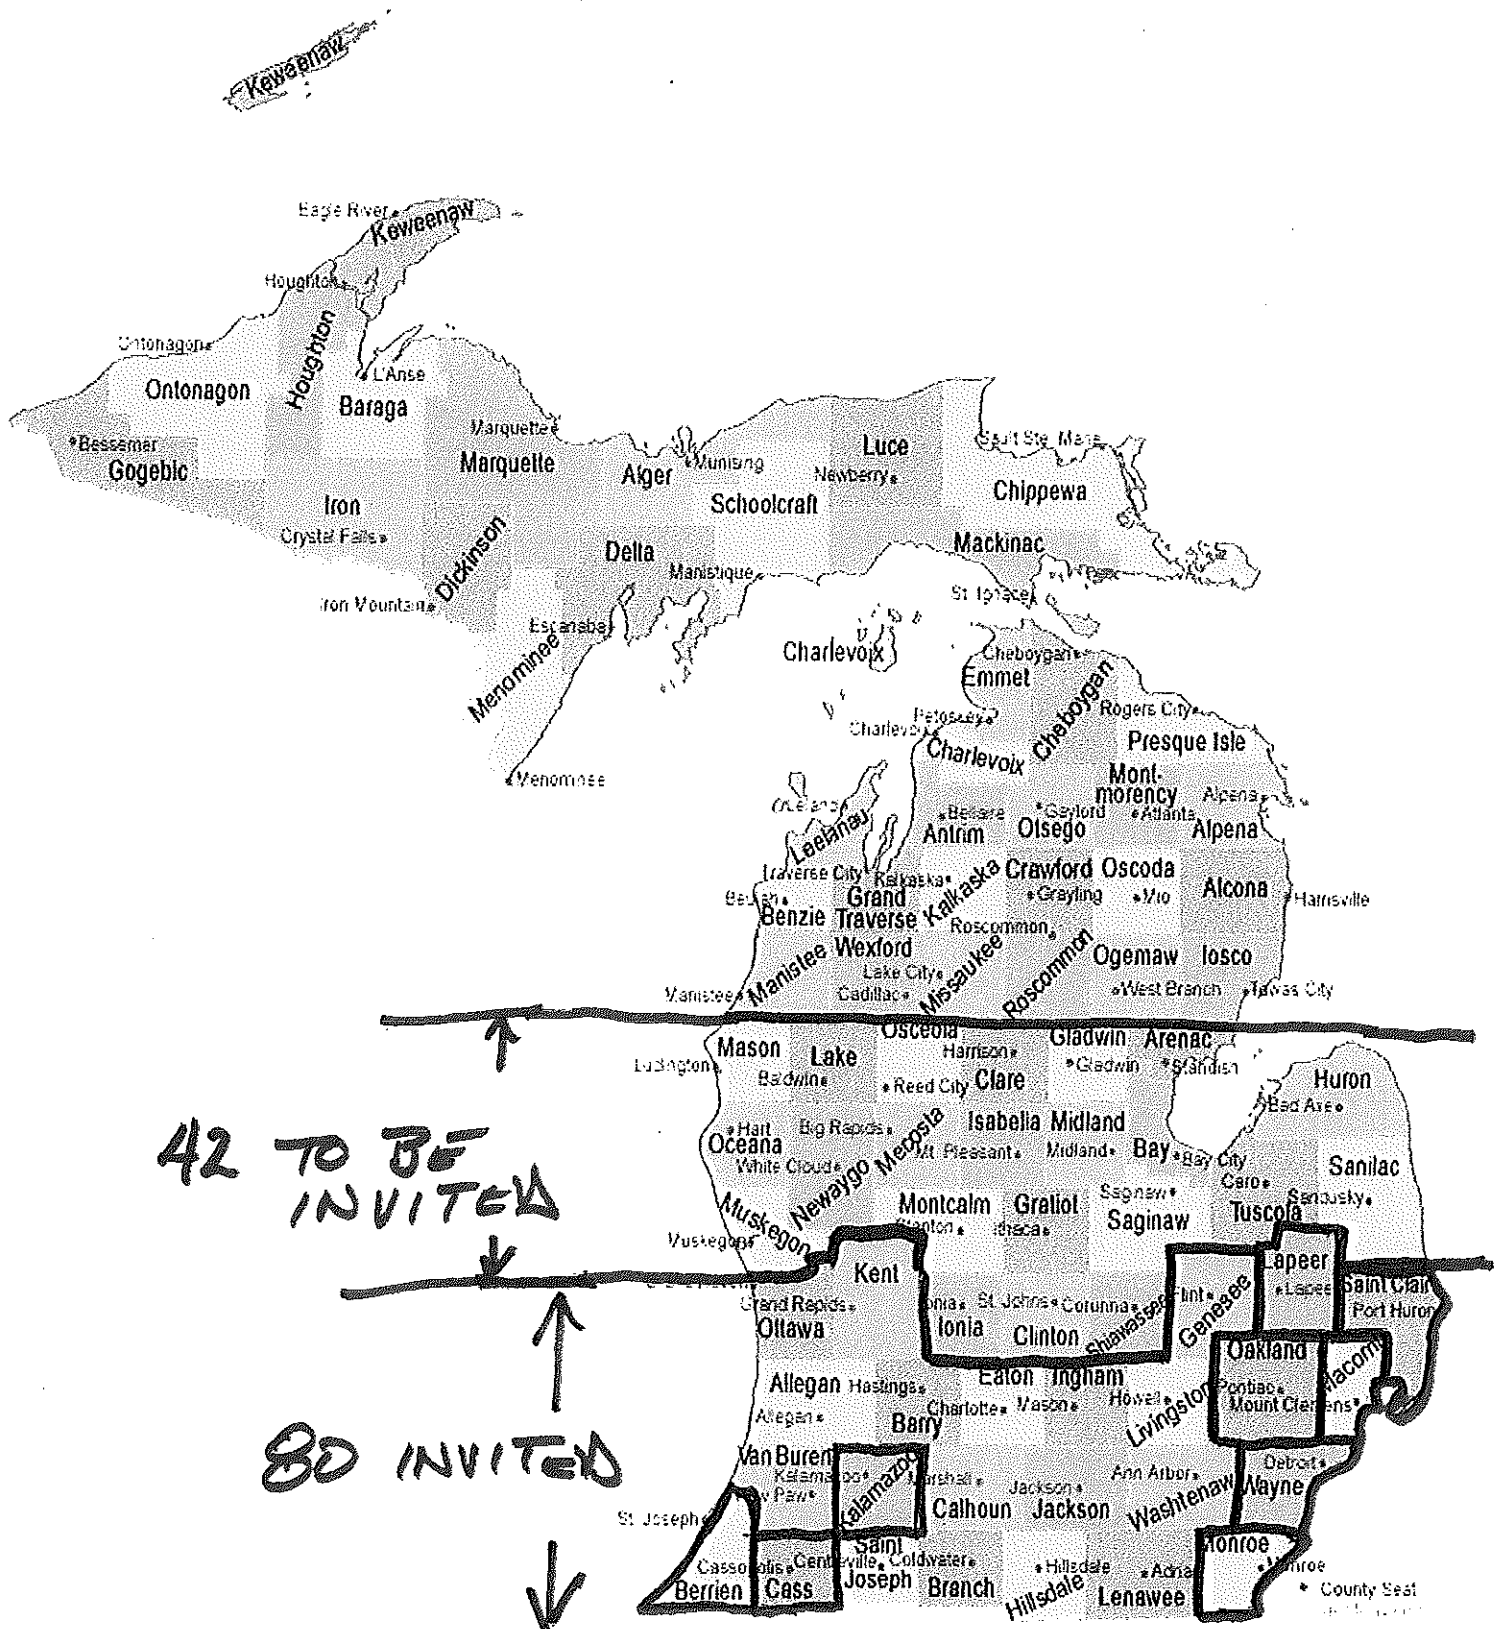 Keweenaw
Eagle River
Keweenaw
Houghton
Ontonagon
Houghton
L'Anse
Ontonagon
Baraga
Marquette
Bessemer
Gogebic
Marquette
Alger
Munising
Luce
Newberry
Sault Ste. Marie
Chippewa
Schoolcraft
Iron
Crystal Falls
Dickinson
Delta
Manistique
Mackinac
St. Ignace
Iron Mountain
Escanaba
Menominee
Menominee
Charlevoix
Cheboygan
Emmet
Cheboygan
Petoskey
Charlevoix
Charlevoix
Rogers City
Presque Isle
Mont-
morency
Alpena
Leelanau
Bellaire
Antrim
Gaylord
Otsego
Atlanta
Alpena
Traverse City
Kalkaska
Kalkaska
Crawford
Oscoda
Grayling
Mio
Alcona
Harrisville
Benzie
Grand
Traverse
Wexford
Roscommon
Lake City
Cadillac
Manistee
Manistee
Missaukee
Roscommon
Ogemaw
Iosco
West Branch
Tawas City
Osceola
Mason
Lake
Harrison
Gladwin
Arenac
Ludington
Baldwin
Reed City
Clare
Gladwin
Standish
Huron
Bad Axe
42 TO BE
INVITED
Hart
Oceana
Big Rapids
White Cloud
Mecosta
Isabella
Midland
Mt Pleasant
Midland
Bay
Bay City
Caro
Sanilac
Sandusky
Newaygo
Muskegon
Muskegon
Montcalm
Stanton
Gratiot
Ithaca
Saginaw
Saginaw
Tuscola
Kent
Lapeer
Lapeer
Saint Clair
Port Huron
Grand Rapids
Ottawa
Ionia
Ionia
St. Johns
Clinton
Corunna
Shiawassee
Flint
Genesee
Oakland
Macomb
Pontiac
Mount Clemens
80 INVITED
Allegan
Hastings
Allegan
Barry
Eaton
Ingham
Charlotte
Mason
Howell
Livingston
Van Buren
Kalamazoo
Paw
Kalamazoo
Marshall
Calhoun
Jackson
Jackson
Ann Arbor
Washtenaw
Detroit
Wayne
St. Joseph
Cassopolis
Berrien
Cass
Centreville
Saint
Joseph
Coldwater
Branch
Hillsdale
Hillsdale
Adrian
Lenawee
Monroe
Monroe
County Seat